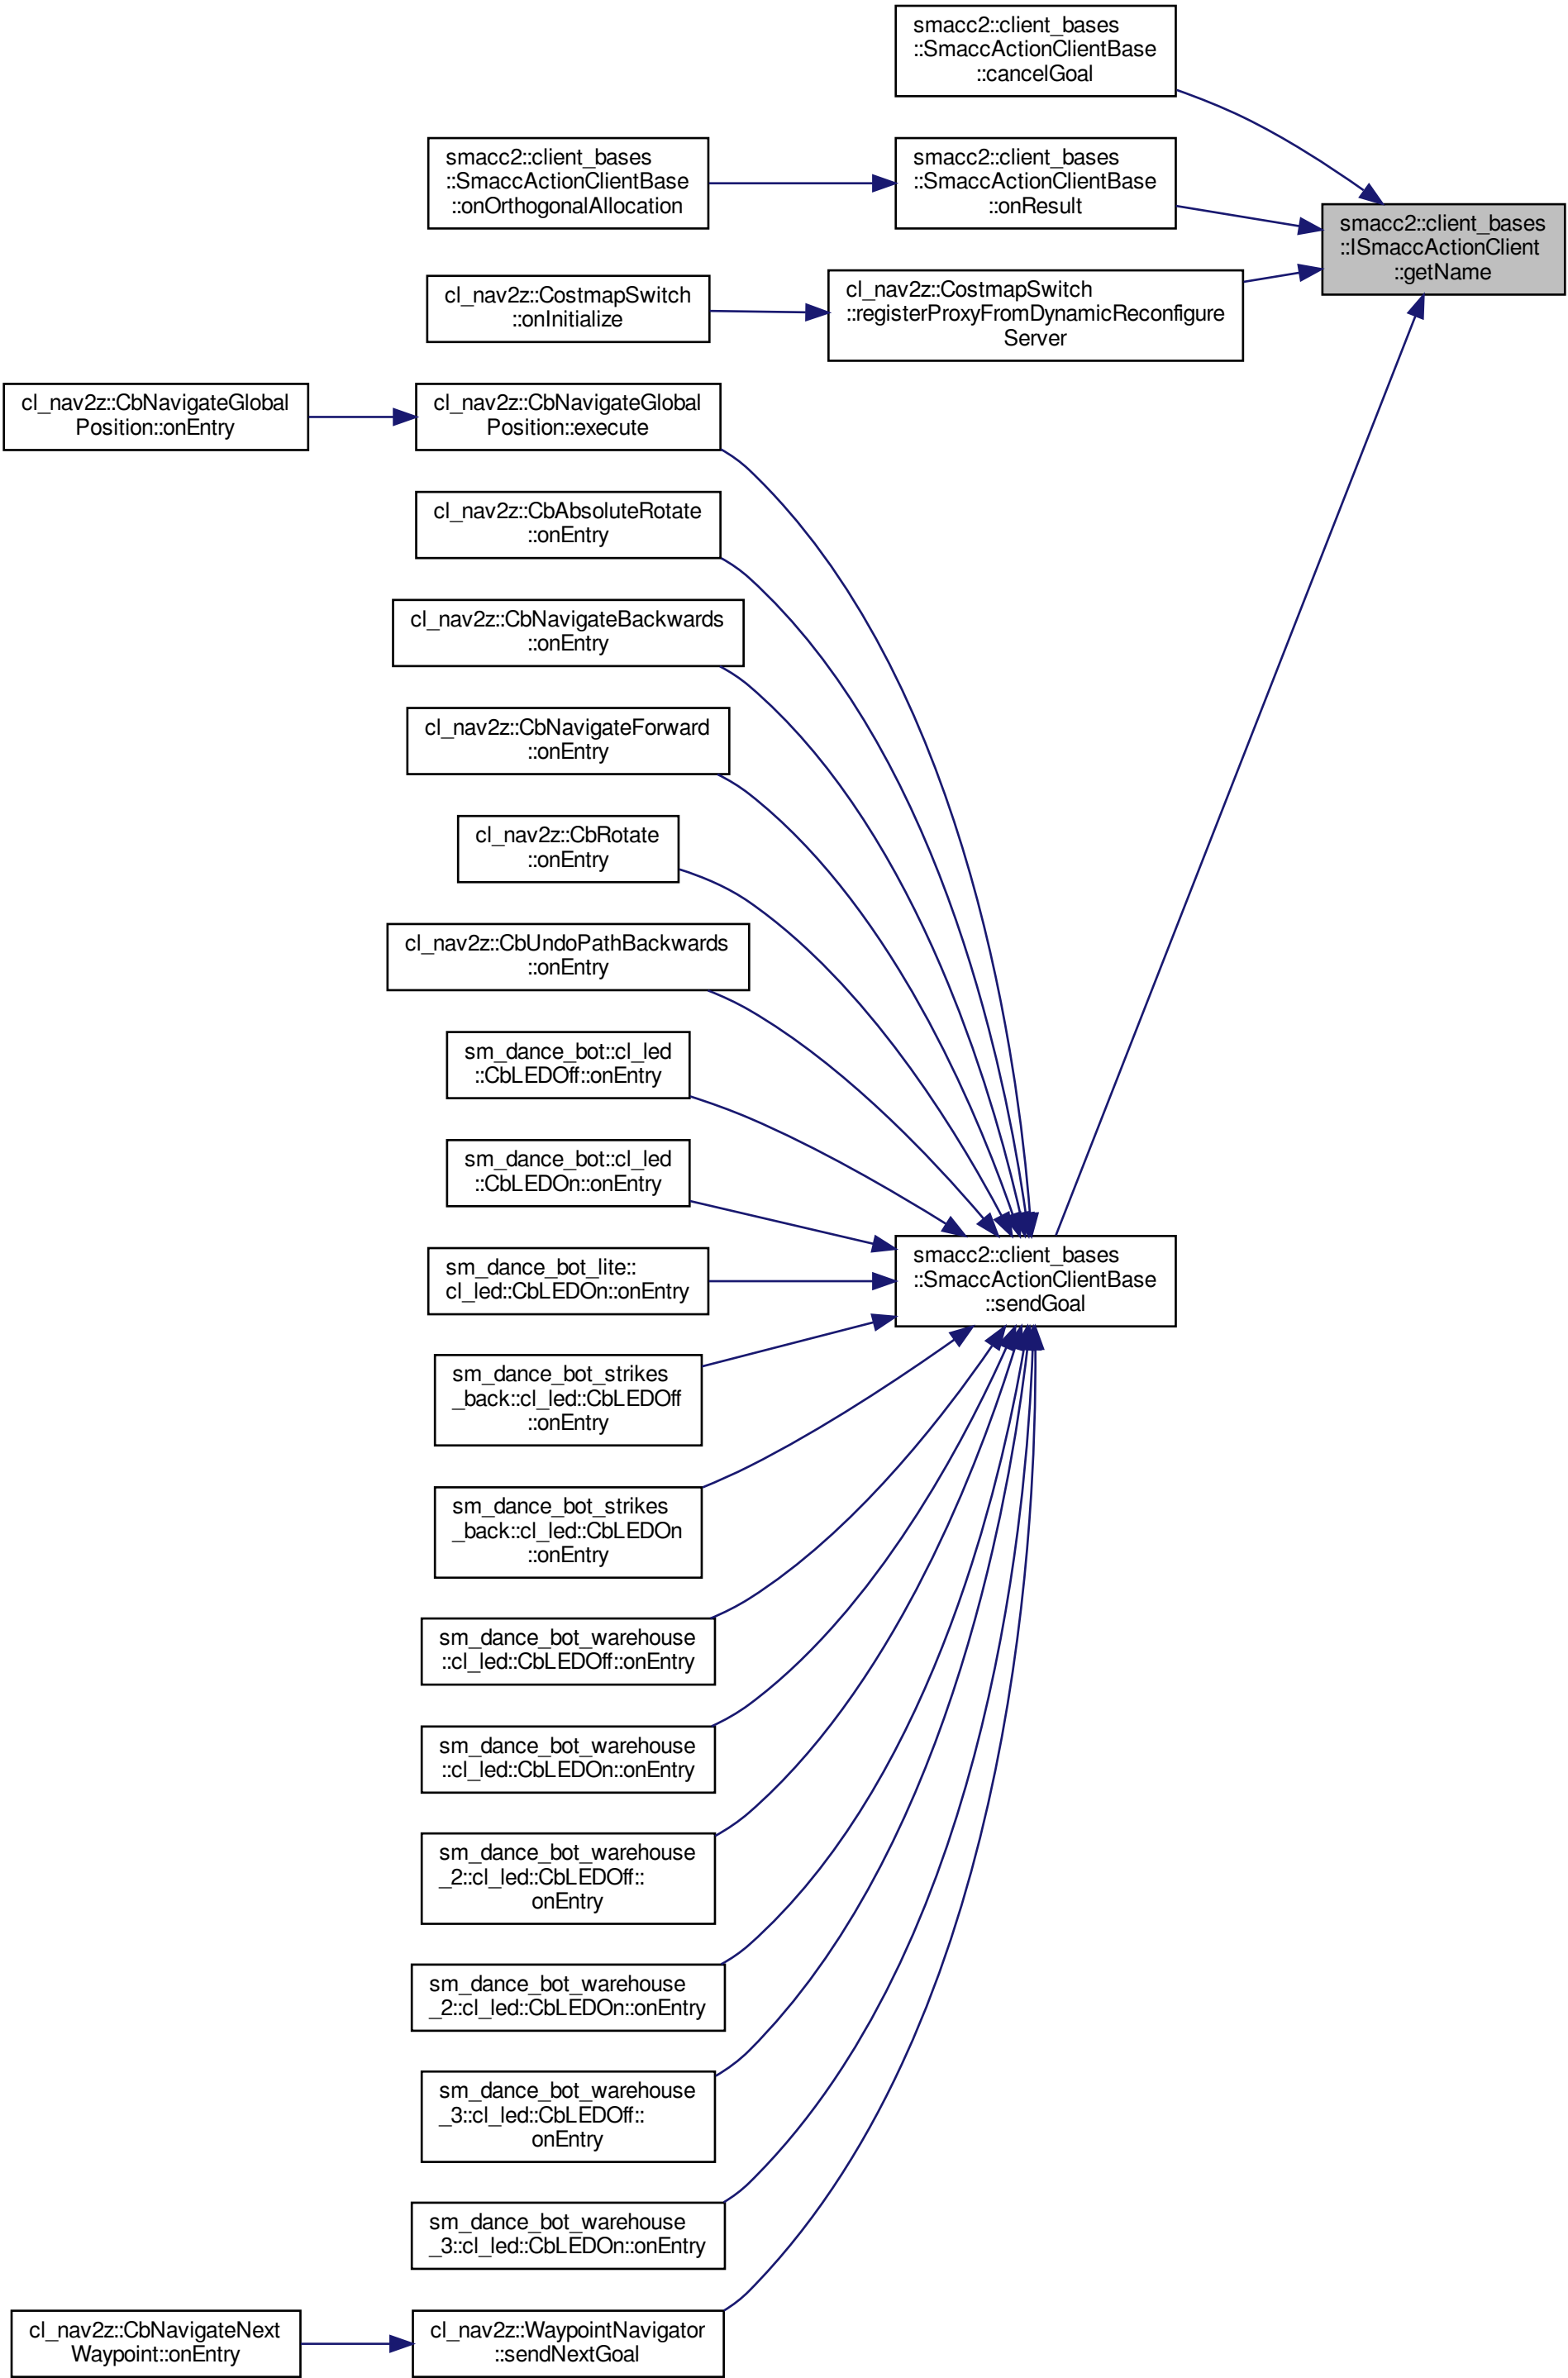 smacc2::client_bases
::SmaccActionClientBase
::cancelGoal
smacc2::client_bases
::SmaccActionClientBase
::onOrthogonalAllocation
smacc2::client_bases
::SmaccActionClientBase
::onResult
smacc2::client_bases
::ISmaccActionClient
::getName
cl_nav2z::CostmapSwitch
::onInitialize
cl_nav2z::CostmapSwitch
::registerProxyFromDynamicReconfigure
Server
cl_nav2z::CbNavigateGlobal
Position::onEntry
cl_nav2z::CbNavigateGlobal
Position::execute
cl_nav2z::CbAbsoluteRotate
::onEntry
cl_nav2z::CbNavigateBackwards
::onEntry
cl_nav2z::CbNavigateForward
::onEntry
cl_nav2z::CbRotate
::onEntry
cl_nav2z::CbUndoPathBackwards
::onEntry
sm_dance_bot::cl_led
::CbLEDOff::onEntry
sm_dance_bot::cl_led
::CbLEDOn::onEntry
sm_dance_bot_lite::
cl_led::CbLEDOn::onEntry
smacc2::client_bases
::SmaccActionClientBase
::sendGoal
sm_dance_bot_strikes
_back::cl_led::CbLEDOff
::onEntry
sm_dance_bot_strikes
_back::cl_led::CbLEDOn
::onEntry
sm_dance_bot_warehouse
::cl_led::CbLEDOff::onEntry
sm_dance_bot_warehouse
::cl_led::CbLEDOn::onEntry
sm_dance_bot_warehouse
_2::cl_led::CbLEDOff::
onEntry
sm_dance_bot_warehouse
_2::cl_led::CbLEDOn::onEntry
sm_dance_bot_warehouse
_3::cl_led::CbLEDOff::
onEntry
sm_dance_bot_warehouse
_3::cl_led::CbLEDOn::onEntry
cl_nav2z::CbNavigateNext
Waypoint::onEntry
cl_nav2z::WaypointNavigator
::sendNextGoal